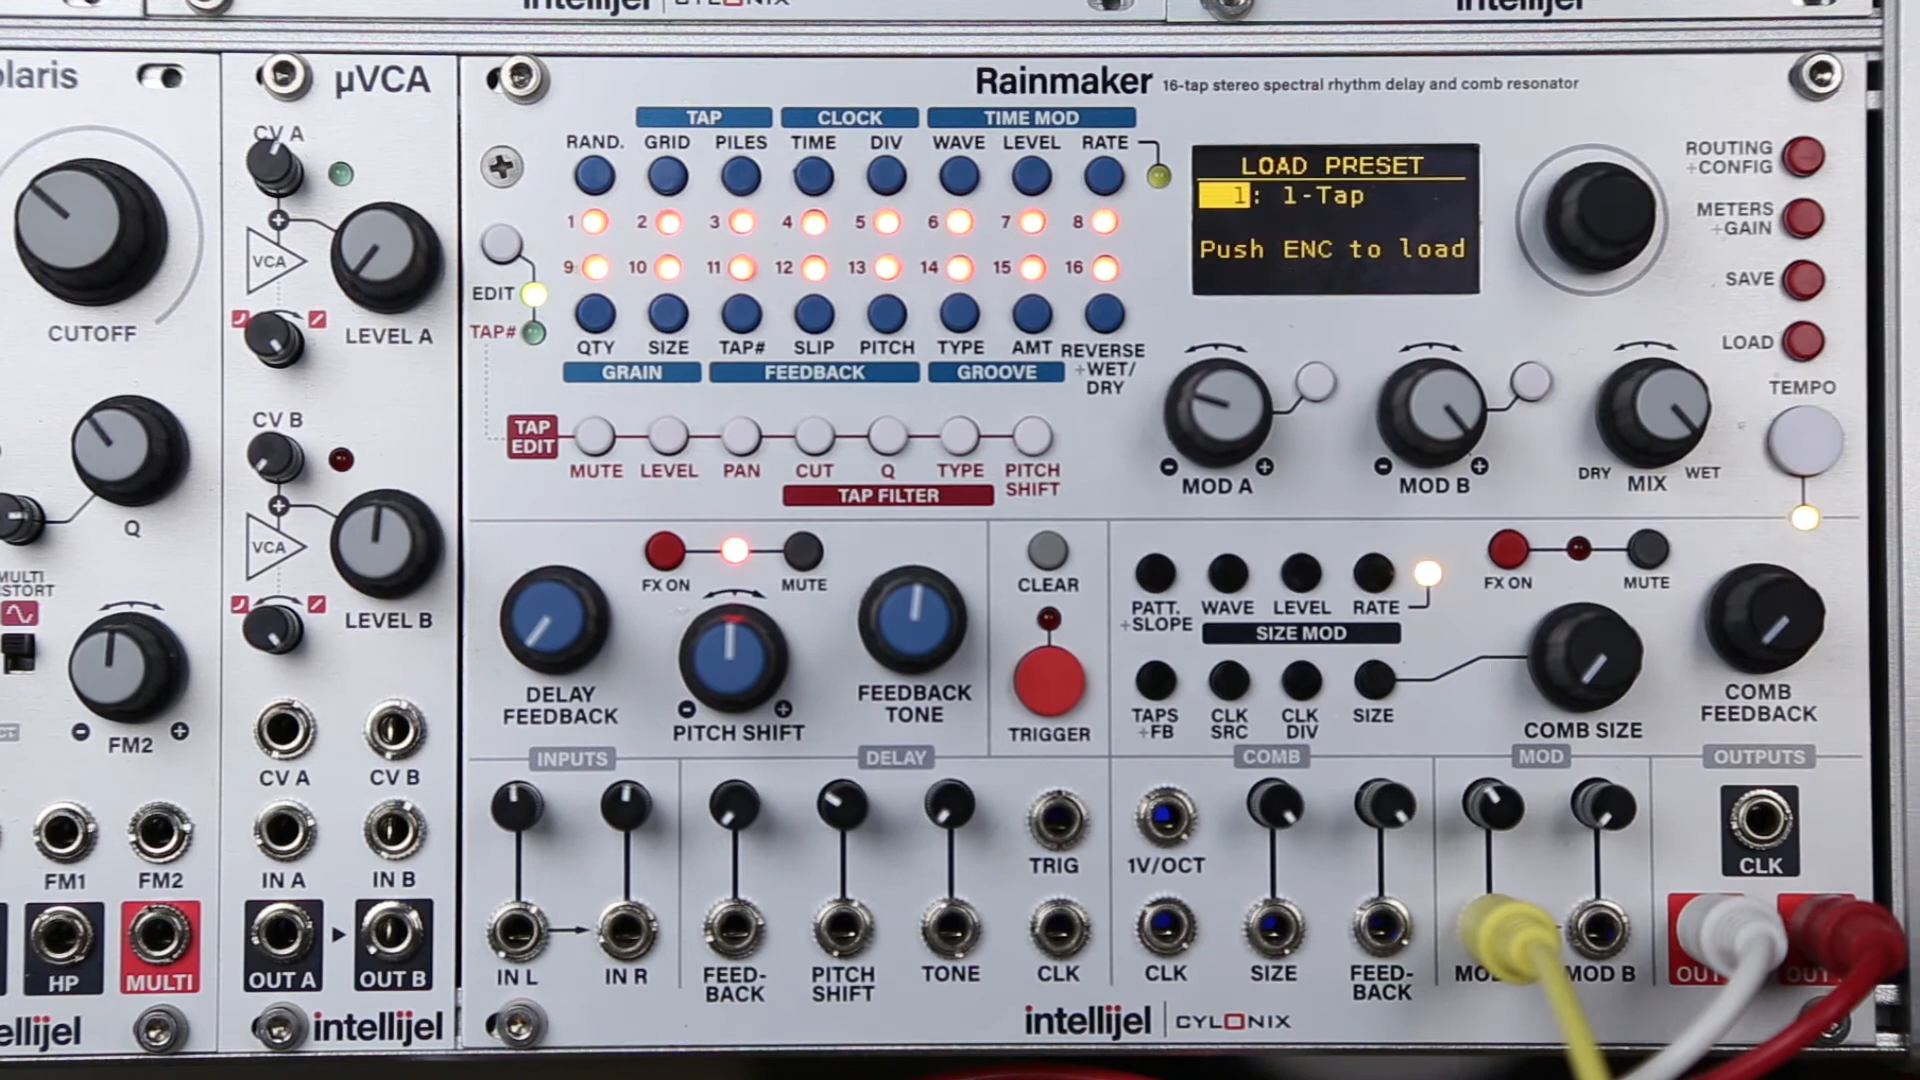 intellijel | CYLONIX
intellijel
µVCA
Rainmaker 16-tap stereo spectral rhythm delay and comb resonator
TAP CLOCK TIME MOD
RAND. GRID PILES TIME DIV WAVE LEVEL RATE
1 2 3 4 5 6 7 8
9 10 11 12 13 14 15 16
EDIT
TAP#
QTY SIZE TAP# SLIP PITCH TYPE AMT REVERSE
+WET/
DRY
GRAIN FEEDBACK GROOVE
TAP
EDIT
MUTE LEVEL PAN CUT Q TYPE PITCH
SHIFT
TAP FILTER
LOAD PRESET
1: 1-Tap
Push ENC to load
ROUTING
+CONFIG
METERS
+GAIN
SAVE
LOAD
TEMPO
MOD A
MOD B
DRY MIX WET
CV A
VCA
LEVEL A
CV B
VCA
LEVEL B
CV A CV B
IN A IN B
OUT A OUT B
intellijel
CUTOFF
Q
FM2
FM1 FM2
HP MULTI
FX ON MUTE
DELAY
FEEDBACK
PITCH SHIFT
FEEDBACK
TONE
CLEAR
TRIGGER
PATT.
+SLOPE
WAVE LEVEL RATE
SIZE MOD
TAPS
+FB
CLK
SRC
CLK
DIV
SIZE
FX ON MUTE
COMB SIZE
COMB
FEEDBACK
INPUTS DELAY COMB MOD OUTPUTS
TRIG 1V/OCT CLK
IN L IN R FEED-
BACK
PITCH
SHIFT
TONE CLK CLK SIZE FEED-
BACK
MOD B
intellijel | CYLONIX